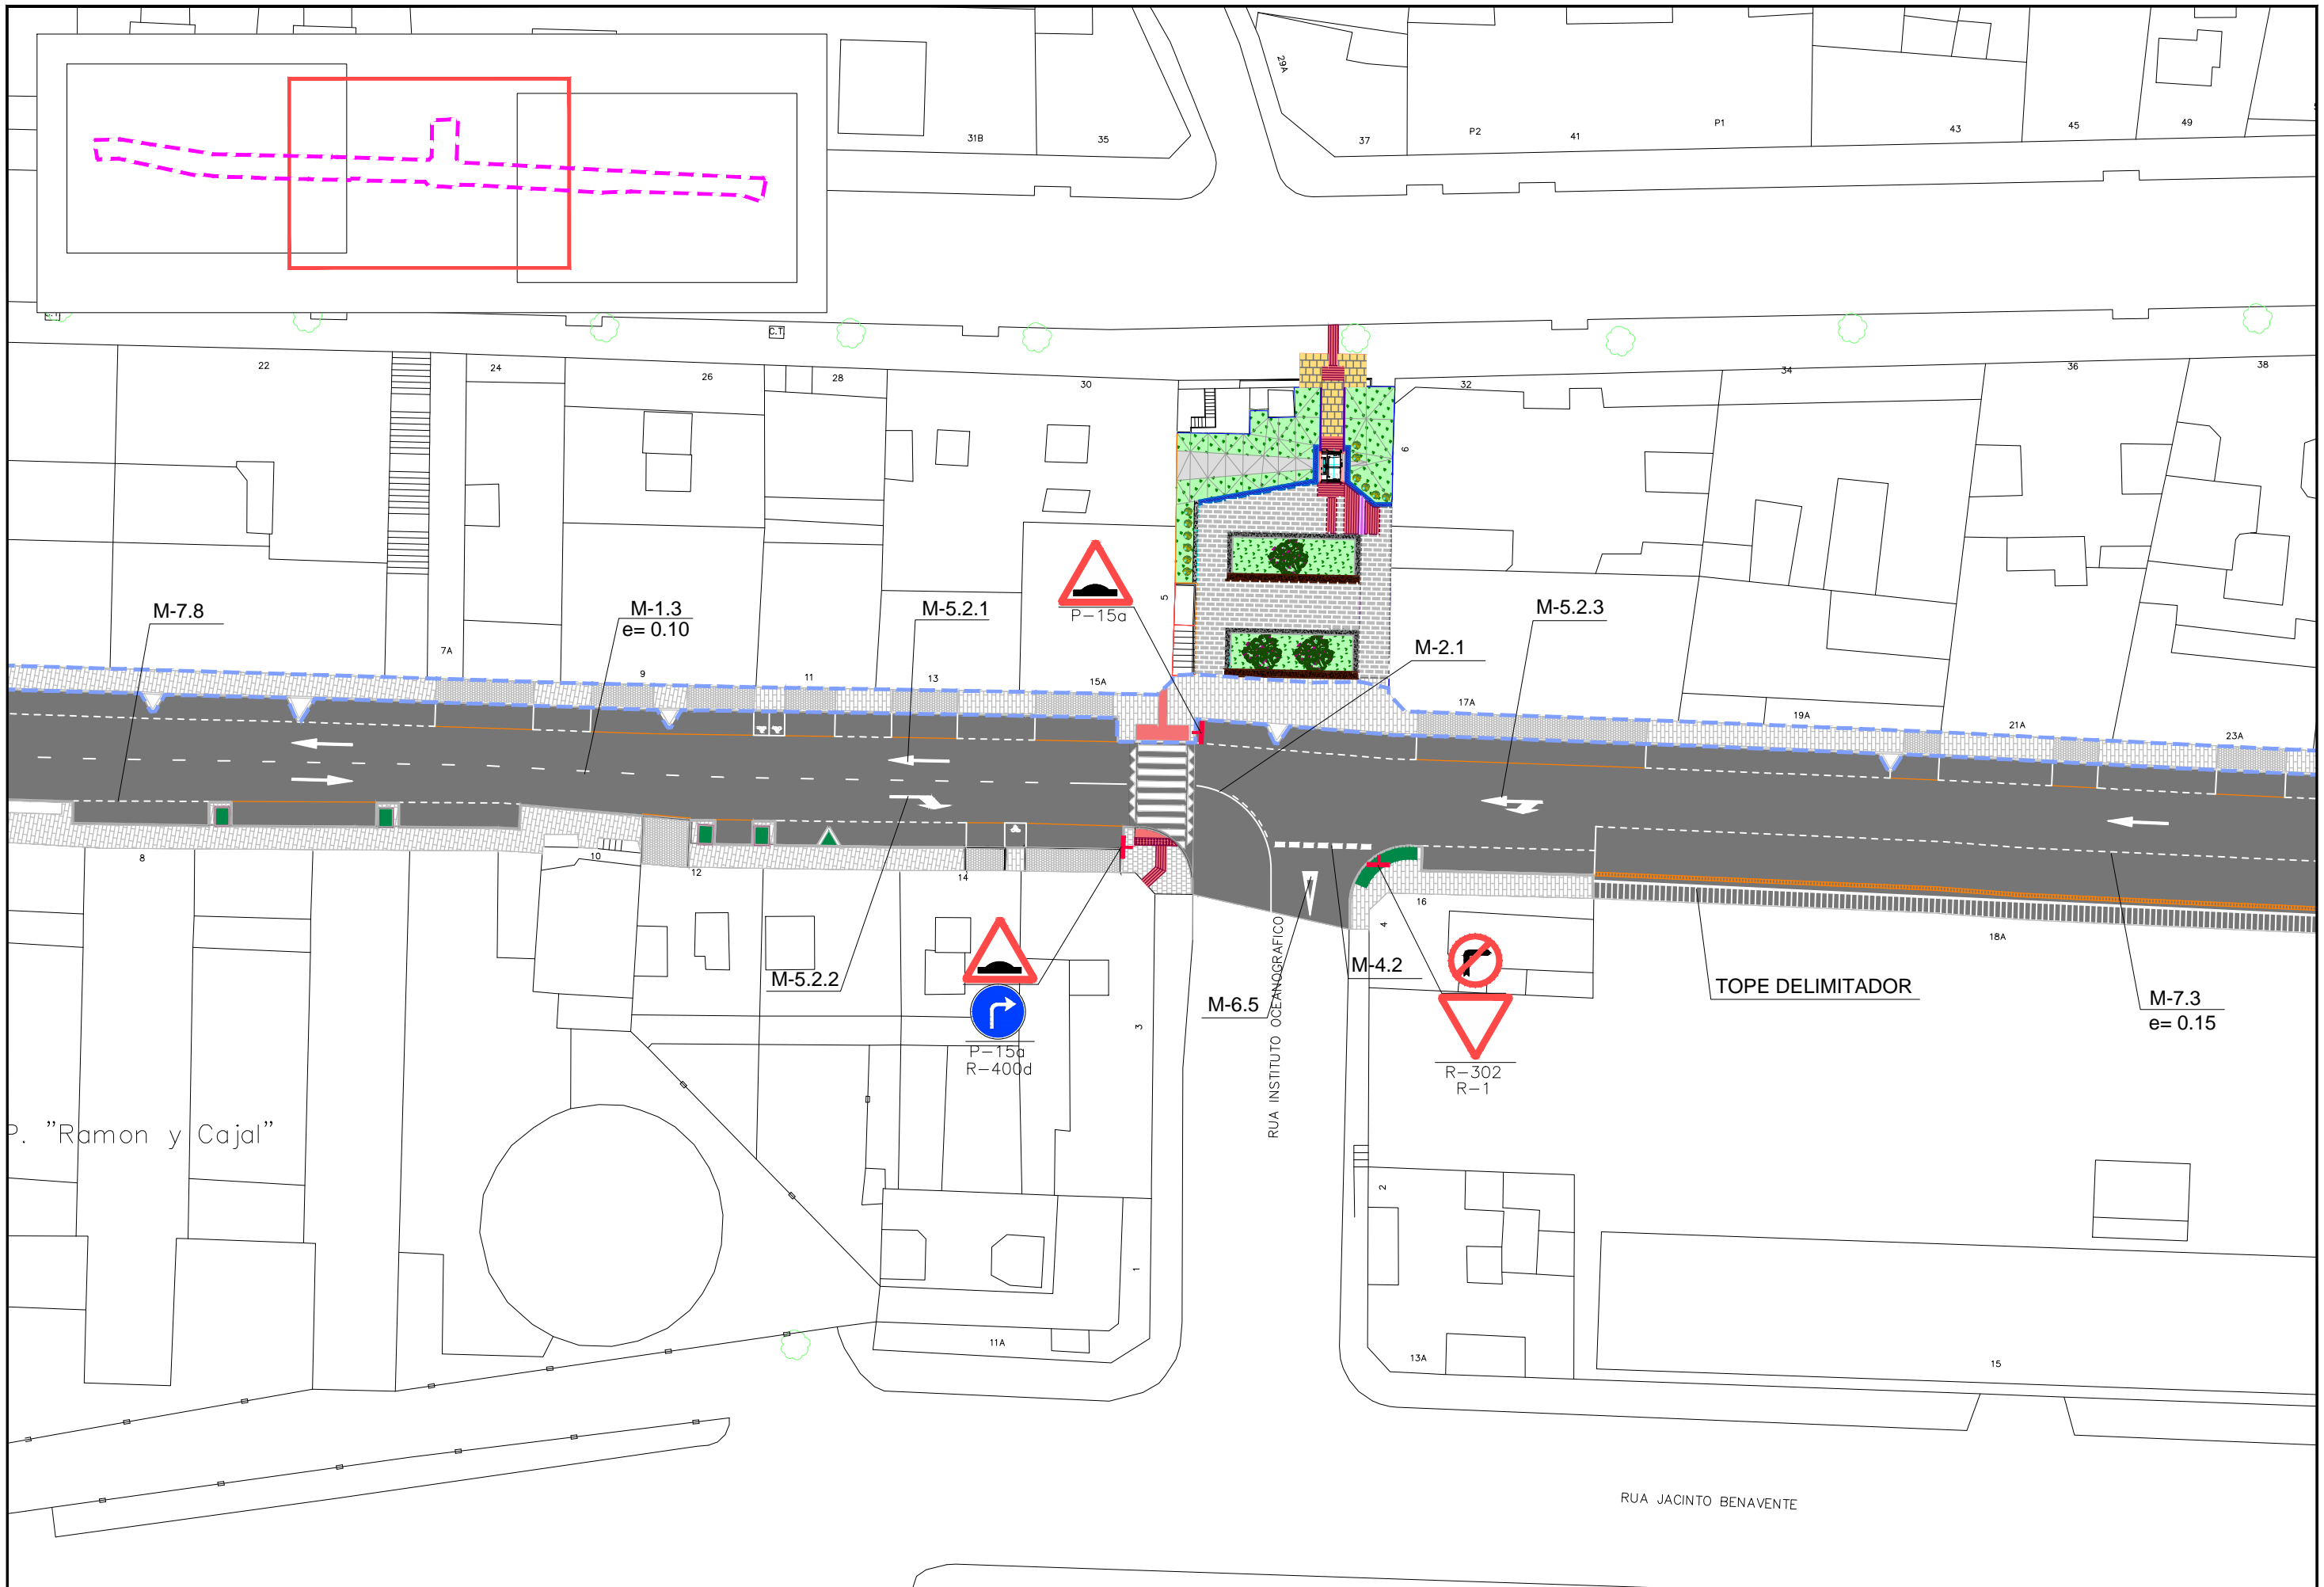 29A
31B
35
37
P2
41
P1
43
45
49
C.T.
22
24
26
28
30
32
34
36
38
6
5
M-7.8
M-1.3
e= 0.10
M-5.2.1
P-15a
M-5.2.3
M-2.1
7A
9
11
13
15A
17A
19A
21A
23A
8
10
12
14
16
4
18A
M-5.2.2
P-15a
R-400d
M-6.5
RUA INSTITUTO OCEANOGRAFICO
M-4.2
R-302
R-1
TOPE DELIMITADOR
M-7.3
e= 0.15
3
P. "Ramon y Cajal"
2
1
11A
13A
15
RUA JACINTO BENAVENTE